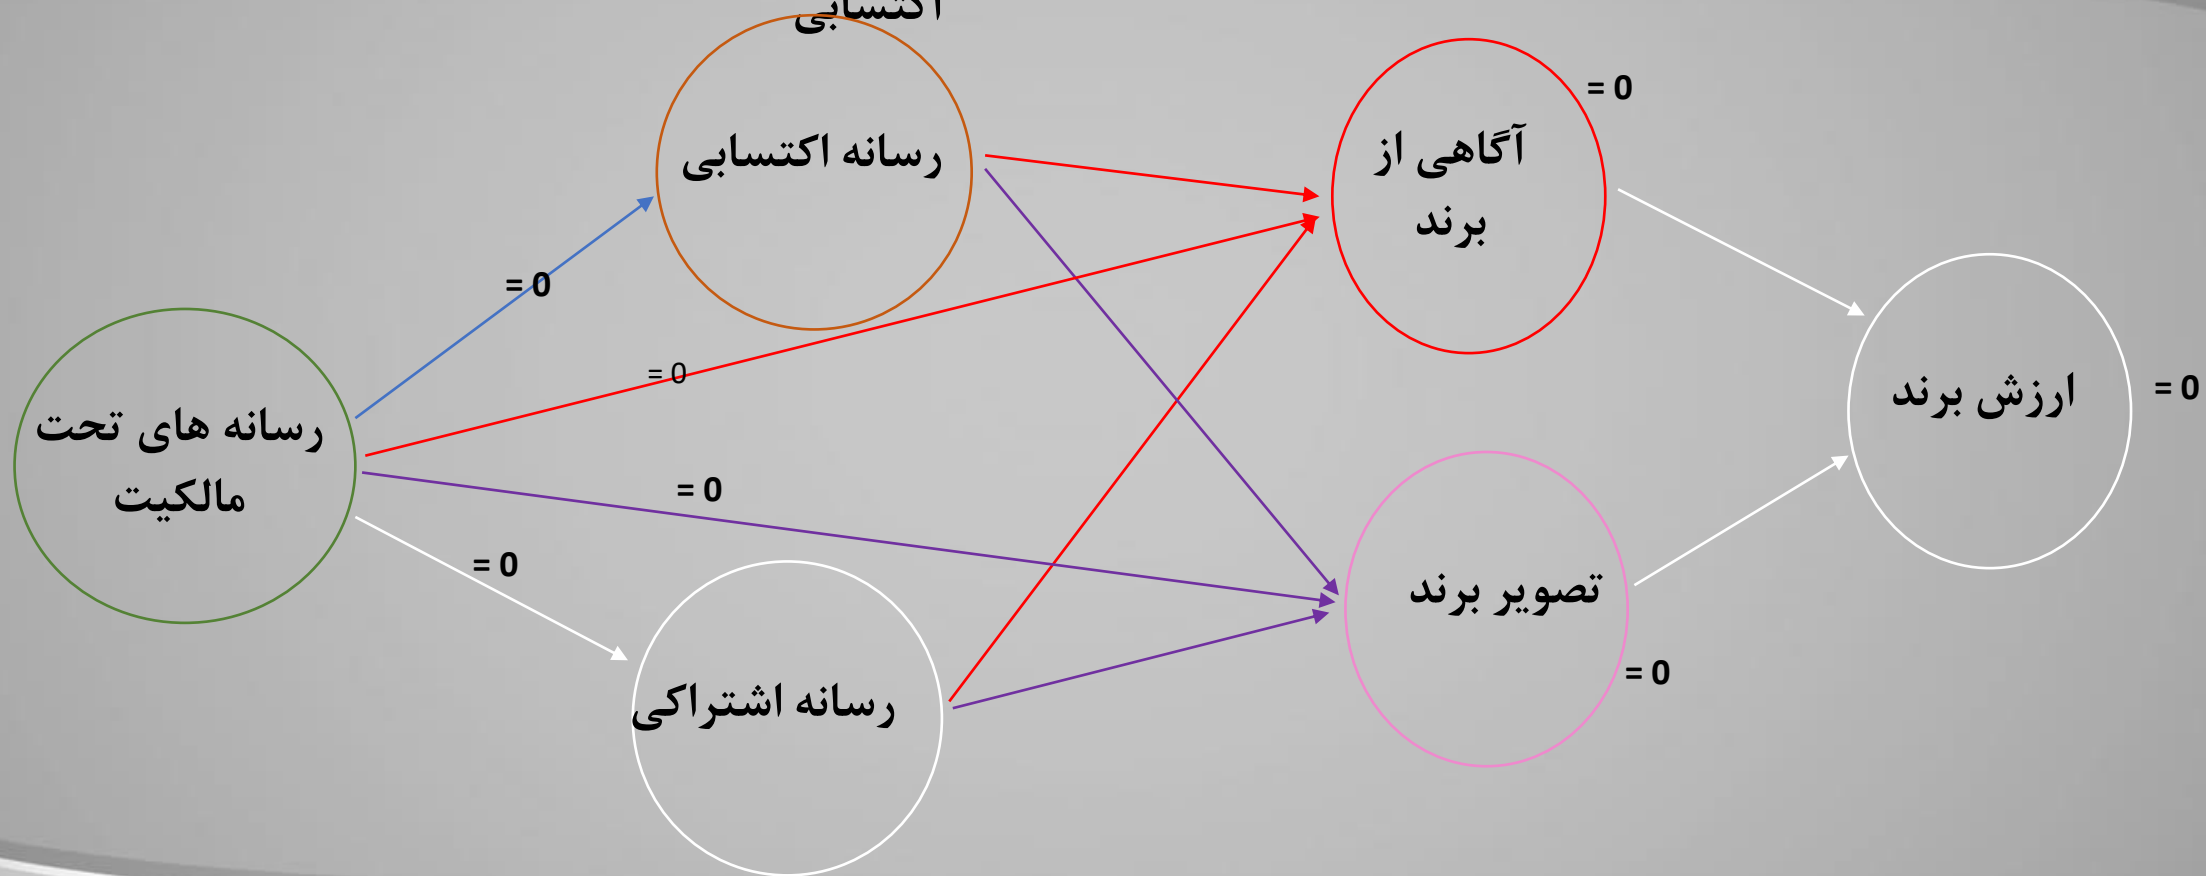 اکتسابی
رسانه اکتسابی
آگاهی از
برند
= 0
= 0
= 0
رسانه های تحت
مالکیت
= 0
= 0
ارزش برند
= 0
تصویر برند
= 0
رسانه اشتراکی